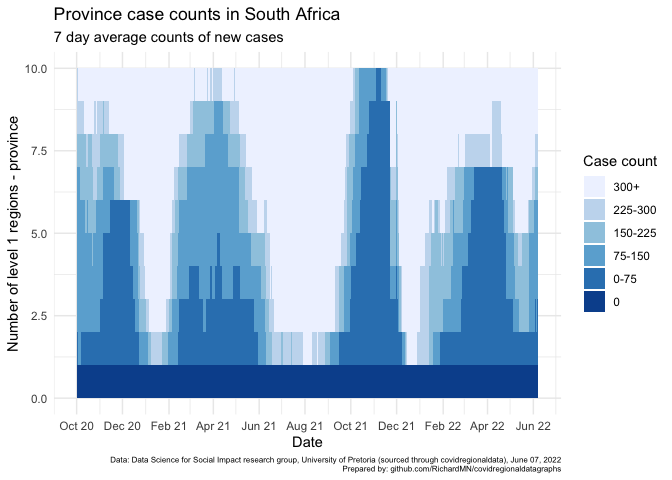 Province case counts in South Africa
7 day average counts of new cases
Number of level 1 regions - province
10.0
7.5
5.0
2.5
0.0
Oct 20 Dec 20 Feb 21 Apr 21 Jun 21 Aug 21 Oct 21 Dec 21 Feb 22 Apr 22 Jun 22
Date
Case count
300+
225-300
150-225
75-150
0-75
0
Data: Data Science for Social Impact research group, University of Pretoria (sourced through covidregionaldata), June 07, 2022
Prepared by: github.com/RichardMN/covidregionaldatagraphs